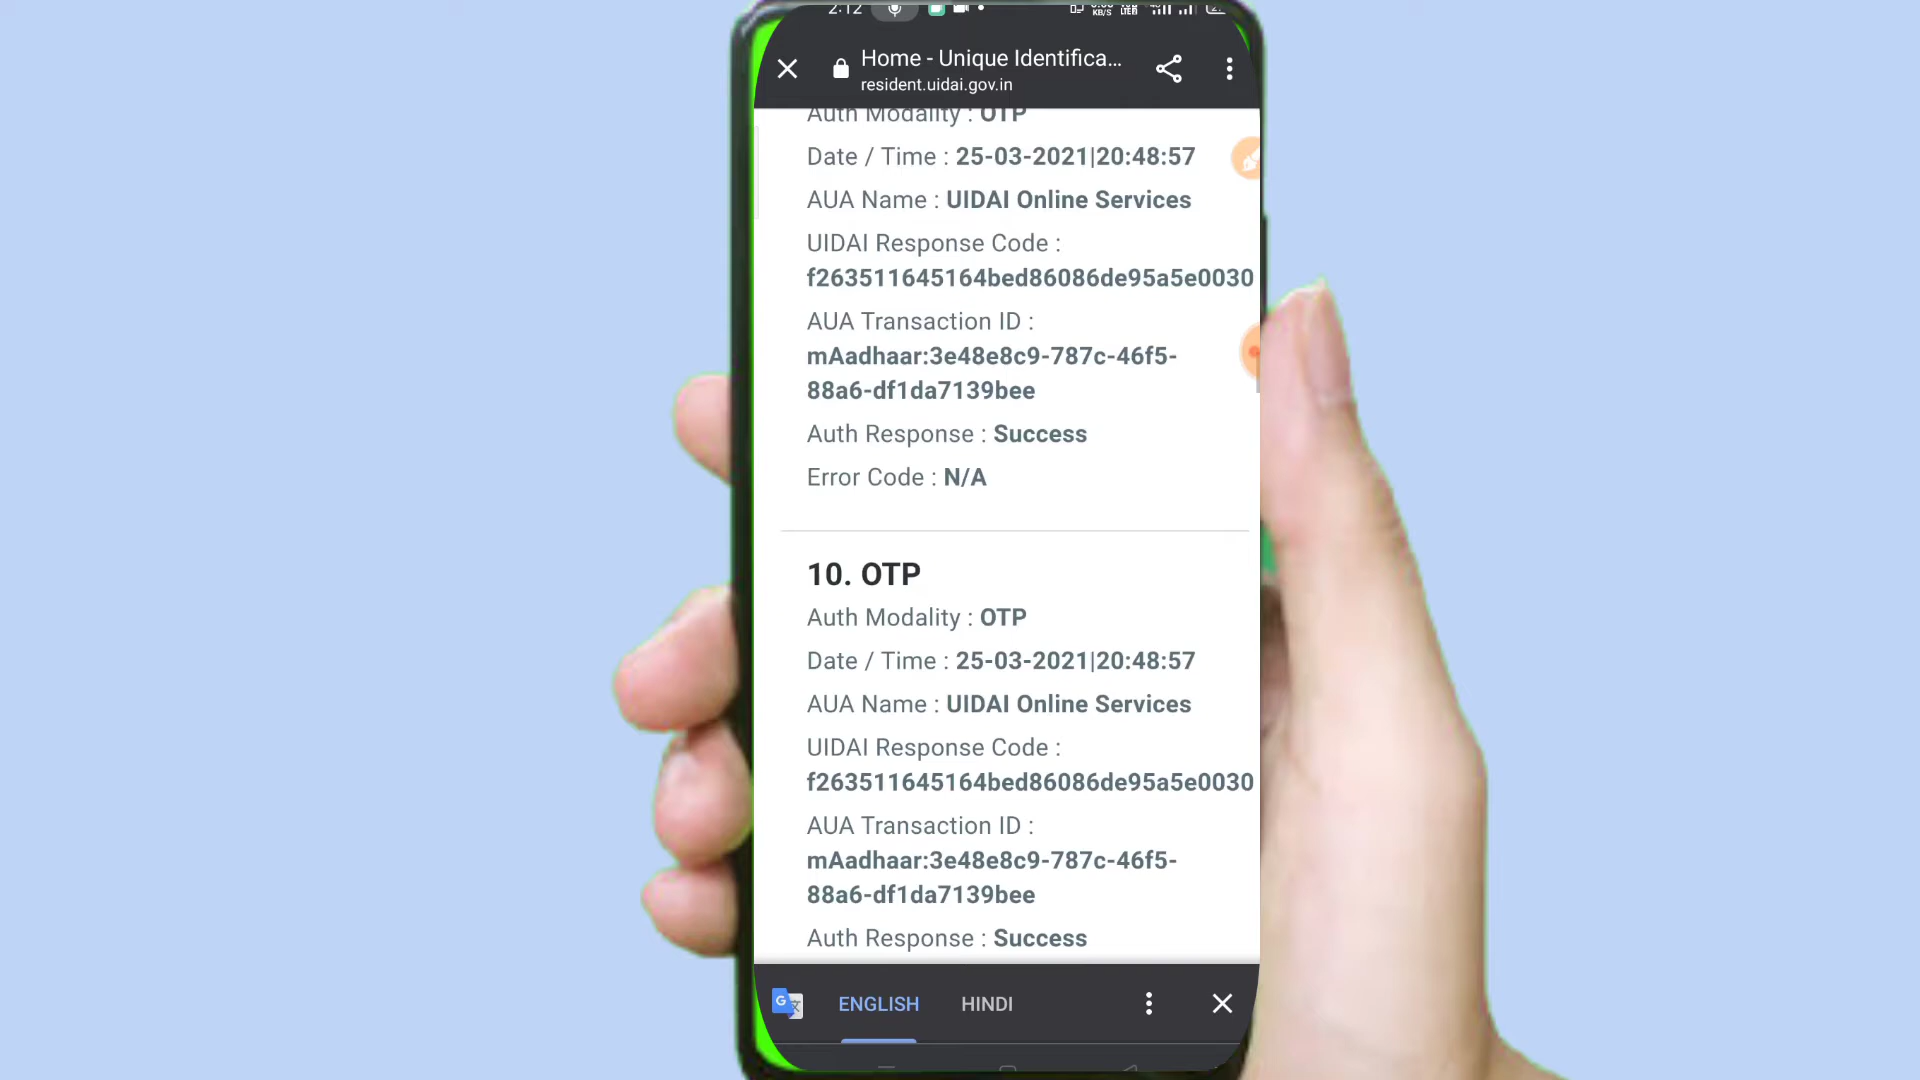 2:12
Home - Unique Identifica...
resident.uidai.gov.in
Auth Modality : OTP
Date / Time : 25-03-2021|20:48:57
AUA Name : UIDAI Online Services
UIDAI Response Code :
f263511645164bed86086de95a5e0030
AUA Transaction ID :
mAadhaar:3e48e8c9-787c-46f5-
88a6-df1da7139bee
Auth Response : Success
Error Code : N/A
10. OTP
Auth Modality : OTP
Date / Time : 25-03-2021|20:48:57
AUA Name : UIDAI Online Services
UIDAI Response Code :
f263511645164bed86086de95a5e0030
AUA Transaction ID :
mAadhaar:3e48e8c9-787c-46f5-
88a6-df1da7139bee
Auth Response : Success
ENGLISH HINDI